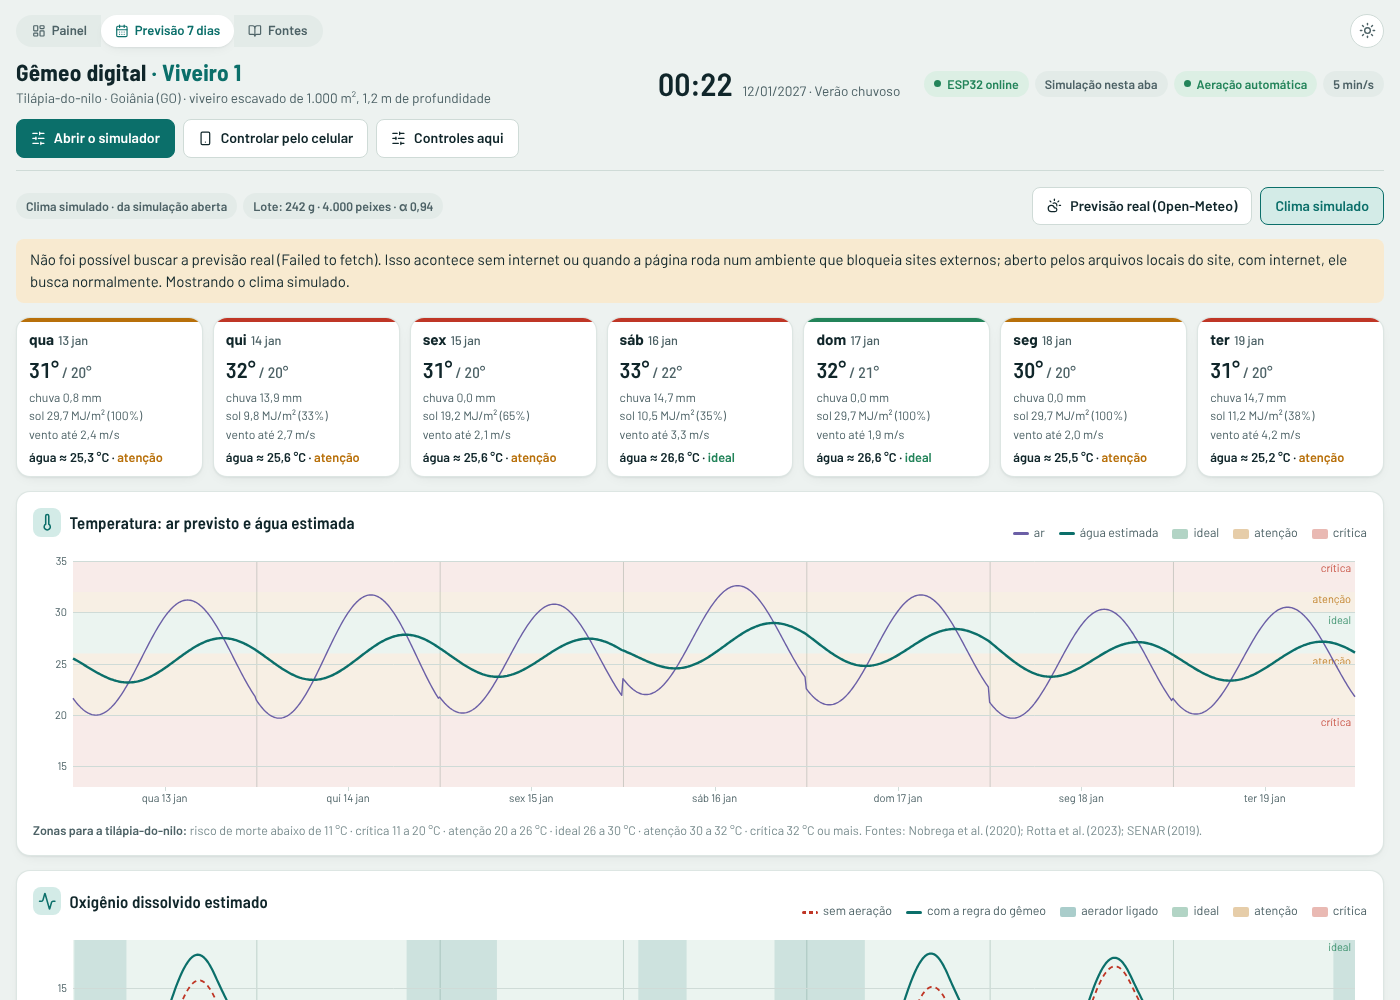 Painel
Previsão 7 dias
Fontes
Gêmeo digital · Viveiro 1
Tilápia-do-nilo · Goiânia (GO) · viveiro escavado de 1.000 m², 1,2 m de profundidade
00:22 12/01/2027 · Verão chuvoso
ESP32 online
Simulação nesta aba
Aeração automática
5 min/s
Abrir o simulador
Controlar pelo celular
Controles aqui
Clima simulado · da simulação aberta
Lote: 242 g · 4.000 peixes · α 0,94
Previsão real (Open-Meteo)
Clima simulado
Não foi possível buscar a previsão real (Failed to fetch). Isso acontece sem internet ou quando a página roda num ambiente que bloqueia sites externos; aberto pelos arquivos locais do site, com internet, ele
busca normalmente. Mostrando o clima simulado.
qua 13 jan
31° / 20°
chuva 0,8 mm
sol 29,7 MJ/m² (100%)
vento até 2,4 m/s
água ≈ 25,3 °C · atenção
qui 14 jan
32° / 20°
chuva 13,9 mm
sol 9,8 MJ/m² (33%)
vento até 2,7 m/s
água ≈ 25,6 °C · atenção
sex 15 jan
31° / 20°
chuva 0,0 mm
sol 19,2 MJ/m² (65%)
vento até 2,1 m/s
água ≈ 25,6 °C · atenção
sáb 16 jan
33° / 22°
chuva 14,7 mm
sol 10,5 MJ/m² (35%)
vento até 3,3 m/s
água ≈ 26,6 °C · ideal
dom 17 jan
32° / 21°
chuva 0,0 mm
sol 29,7 MJ/m² (100%)
vento até 1,9 m/s
água ≈ 26,6 °C · ideal
seg 18 jan
30° / 20°
chuva 0,0 mm
sol 29,7 MJ/m² (100%)
vento até 2,0 m/s
água ≈ 25,5 °C · atenção
ter 19 jan
31° / 20°
chuva 14,7 mm
sol 11,2 MJ/m² (38%)
vento até 4,2 m/s
água ≈ 25,2 °C · atenção
Temperatura: ar previsto e água estimada
ar
água estimada
ideal
atenção
crítica
35
crítica
atenção
30
ideal
25
atenção
20
crítica
15
qua 13 jan
qui 14 jan
sex 15 jan
sáb 16 jan
dom 17 jan
seg 18 jan
ter 19 jan
Zonas para a tilápia-do-nilo: risco de morte abaixo de 11 °C · crítica 11 a 20 °C · atenção 20 a 26 °C · ideal 26 a 30 °C · atenção 30 a 32 °C · crítica 32 °C ou mais. Fontes: Nobrega et al. (2020); Rotta et al. (2023); SENAR (2019).
Oxigênio dissolvido estimado
sem aeração
com a regra do gêmeo
aerador ligado
ideal
atenção
crítica
ideal
15